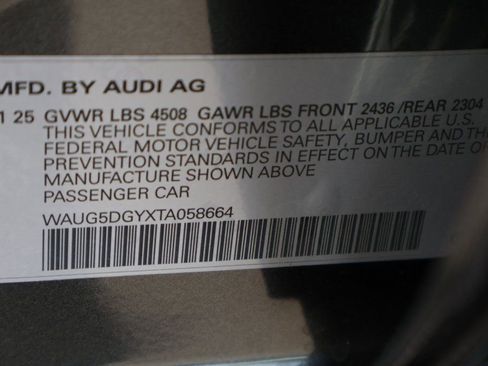 MFD. BY AUDI AG
1 25 GVWR LBS 4508 GAWR LBS FRONT 2436 /REAR 2304
THIS VEHICLE CONFORMS TO ALL APPLICABLE U.S.
FEDERAL MOTOR VEHICLE SAFETY, BUMPER AND THE
PREVENTION STANDARDS IN EFFECT ON THE DATE OF
MANUFACTURE SHOWN ABOVE
PASSENGER CAR
WAUG5DGYXTA058664